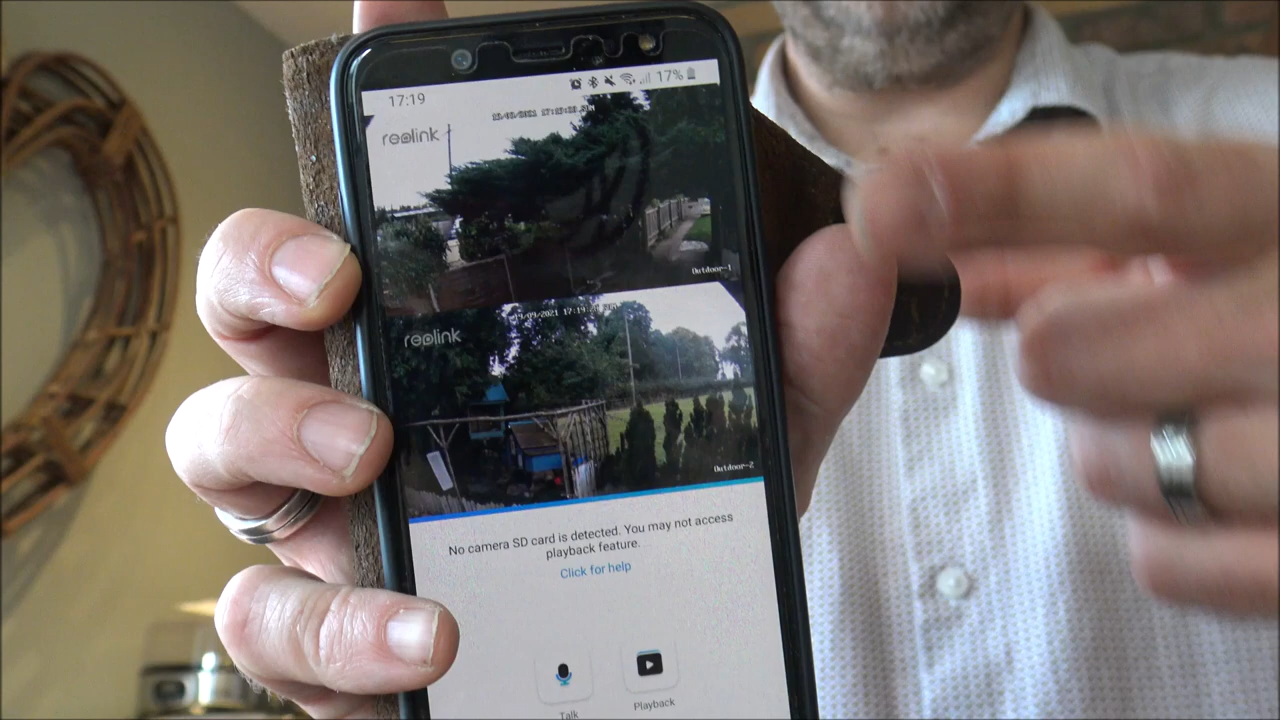 17:19
17%
reolink
Outdoor-1
reolink
Outdoor-2
No camera SD card is detected. You may not access
playback feature.
Click for help
Talk
Playback